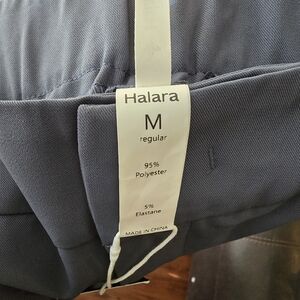 Halara
M
regular
95%
Polyester
5%
Elastane
MADE IN CHINA